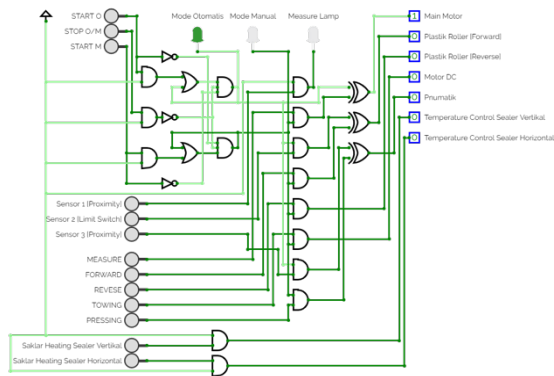 START O
STOP O/M
START M
Mode Otomatis
Mode Manual
Measure Lamp
1 Main Motor
0 Plastik Roller (Forward)
0 Plastik Roller (Reverse)
0 Motor DC
0 Pnumatik
0 Temperature Control Sealer Vertikal
0 Temperature Control Sealer Horizontal
Sensor 1 (Proximity)
Sensor 2 (Limit Switch)
Sensor 3 (Proximity)
MEASURE
FORWARD
REVESE
TOWING
PRESSING
Saklar Healing Sealer Vertikal
Saklar Healing Sealer Horizontal